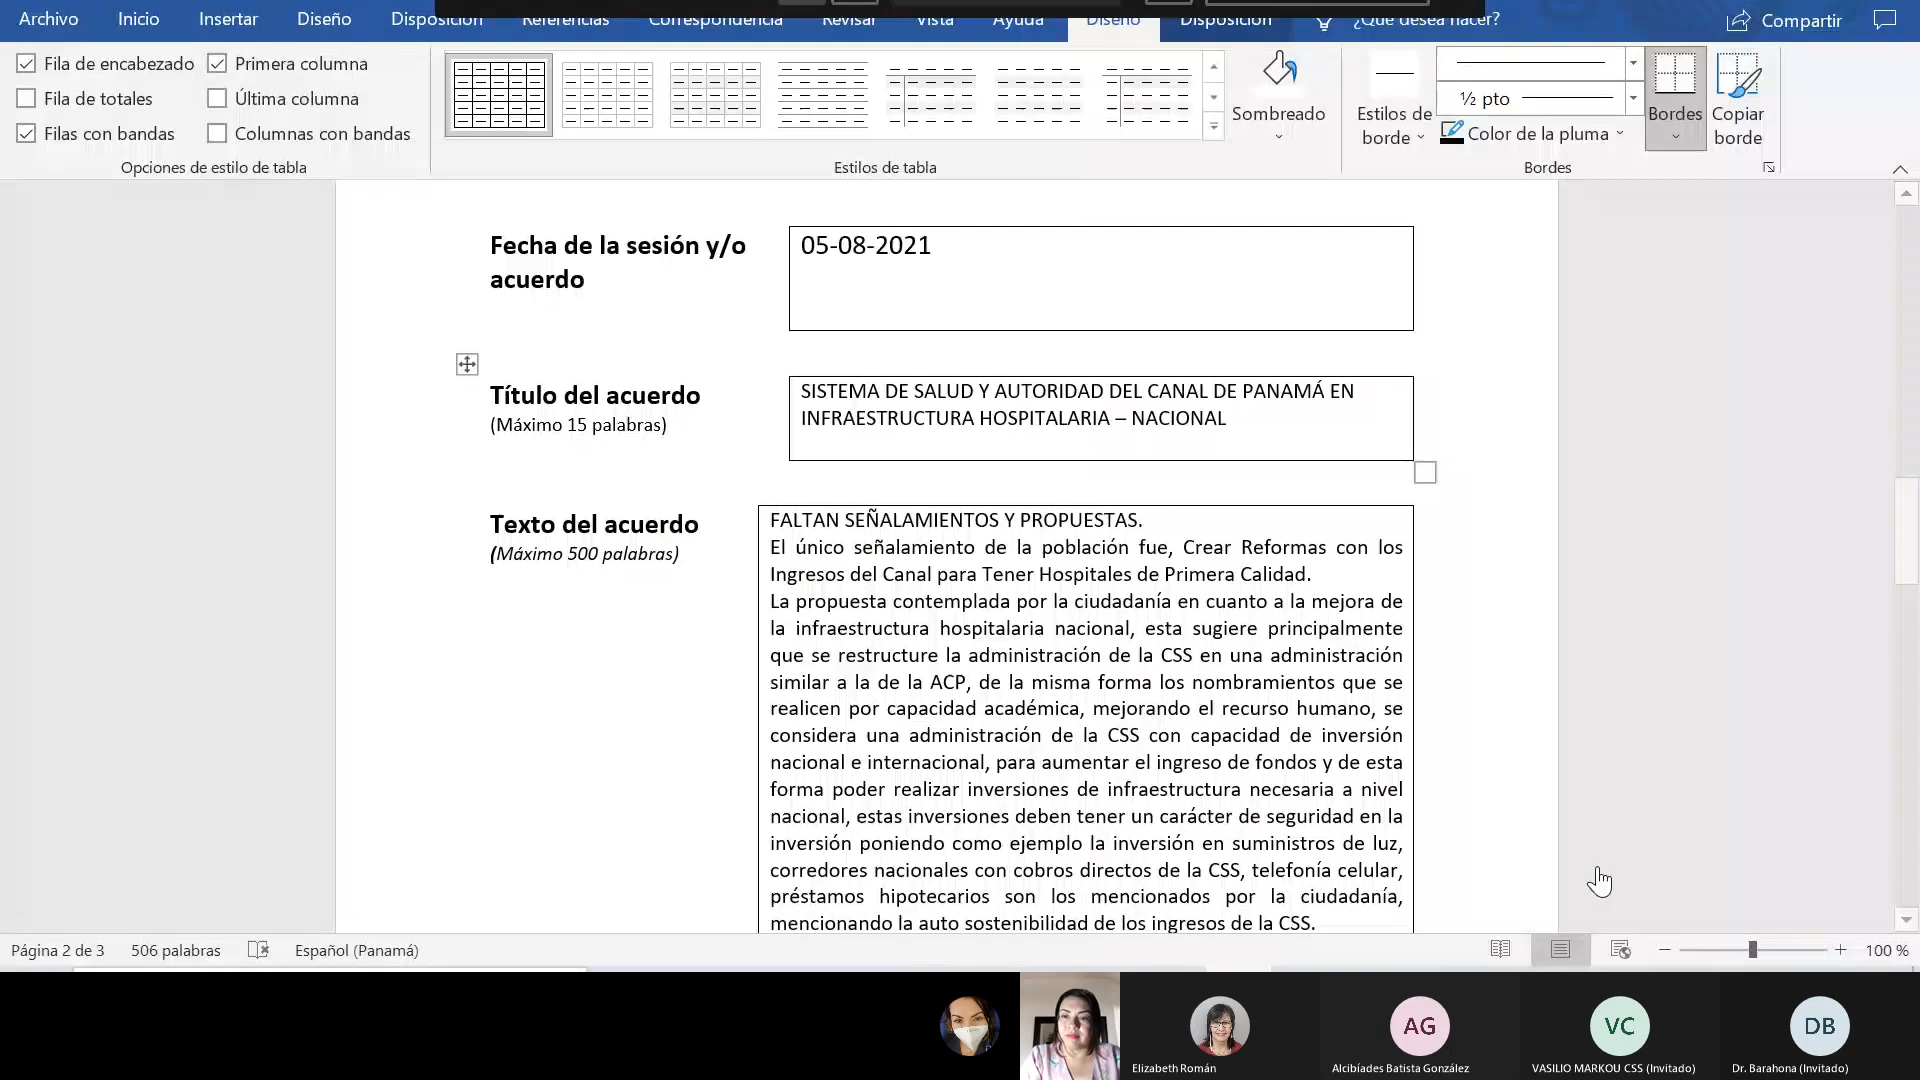 Archivo Inicio Insertar Diseño Disposición Referencias Correspondencia Revisar Vista Ayuda Diseño Disposición ¿Qué desea hacer? Compartir
Fila de encabezado Primera columna
Fila de totales Última columna
Filas con bandas Columnas con bandas
Opciones de estilo de tabla
Estilos de tabla
Sombreado
Estilos de borde
½ pto
Color de la pluma
Bordes
Copiar borde
Bordes
Fecha de la sesión y/o
acuerdo
05-08-2021
Título del acuerdo
(Máximo 15 palabras)
SISTEMA DE SALUD Y AUTORIDAD DEL CANAL DE PANAMÁ EN
INFRAESTRUCTURA HOSPITALARIA – NACIONAL
Texto del acuerdo
(Máximo 500 palabras)
FALTAN SEÑALAMIENTOS Y PROPUESTAS.
El único señalamiento de la población fue, Crear Reformas con los
Ingresos del Canal para Tener Hospitales de Primera Calidad.
La propuesta contemplada por la ciudadanía en cuanto a la mejora de
la infraestructura hospitalaria nacional, esta sugiere principalmente
que se restructure la administración de la CSS en una administración
similar a la de la ACP, de la misma forma los nombramientos que se
realicen por capacidad académica, mejorando el recurso humano, se
considera una administración de la CSS con capacidad de inversión
nacional e internacional, para aumentar el ingreso de fondos y de esta
forma poder realizar inversiones de infraestructura necesaria a nivel
nacional, estas inversiones deben tener un carácter de seguridad en la
inversión poniendo como ejemplo la inversión en suministros de luz,
corredores nacionales con cobros directos de la CSS, telefonía celular,
préstamos hipotecarios son los mencionados por la ciudadanía,
mencionando la auto sostenibilidad de los ingresos de la CSS.
Página 2 de 3 506 palabras Español (Panamá) 100 %
AG VC DB
Elizabeth Román Alcibíades Batista González VASILIO MARKOU CSS (Invitado) Dr. Barahona (Invitado)